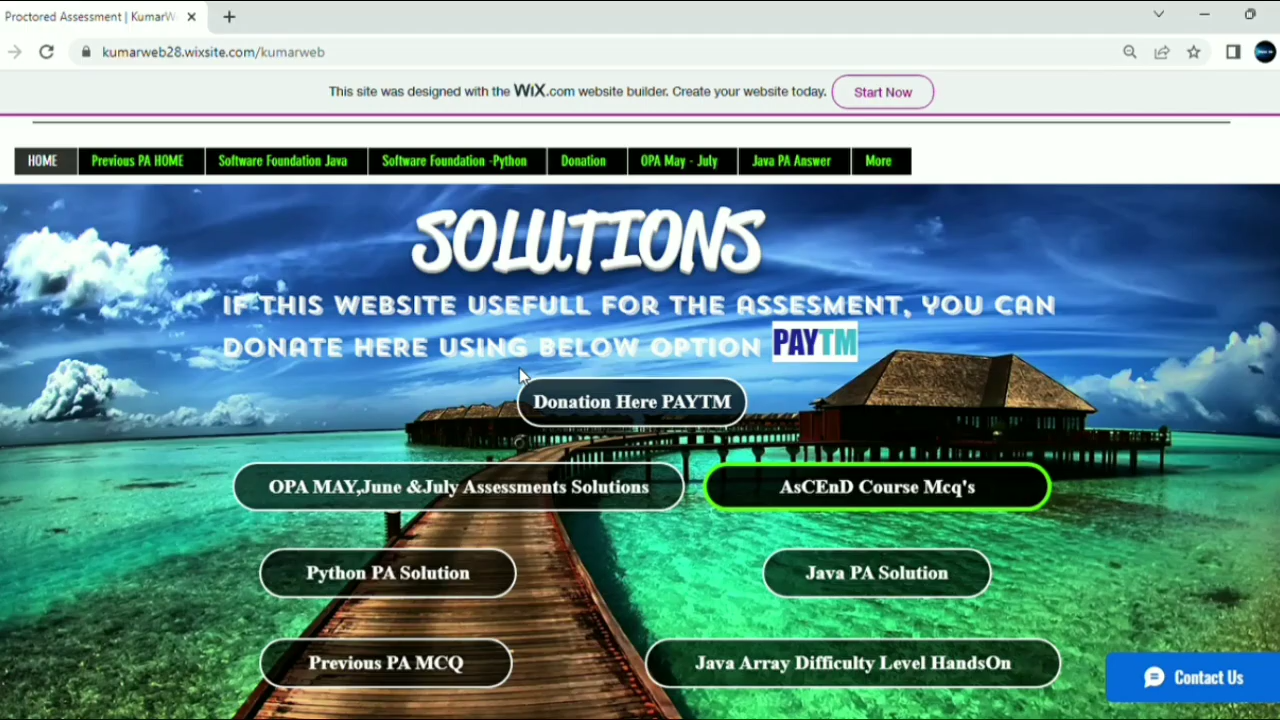 Proctored Assessment | KumarW
kumarweb28.wixsite.com/kumarweb
This site was designed with the WiX.com website builder. Create your website today. Start Now
HOME Previous PA HOME Software Foundation Java Software Foundation -Python Donation OPA May - July Java PA Answer More
SOLUTIONS
IF THIS WEBSITE USEFULL FOR THE ASSESMENT, YOU CAN
DONATE HERE USING BELOW OPTION PAYTM
Donation Here PAYTM
OPA MAY,June &July Assessments Solutions AsCEnD Course Mcq's
Python PA Solution Java PA Solution
Previous PA MCQ Java Array Difficulty Level HandsOn
Contact Us